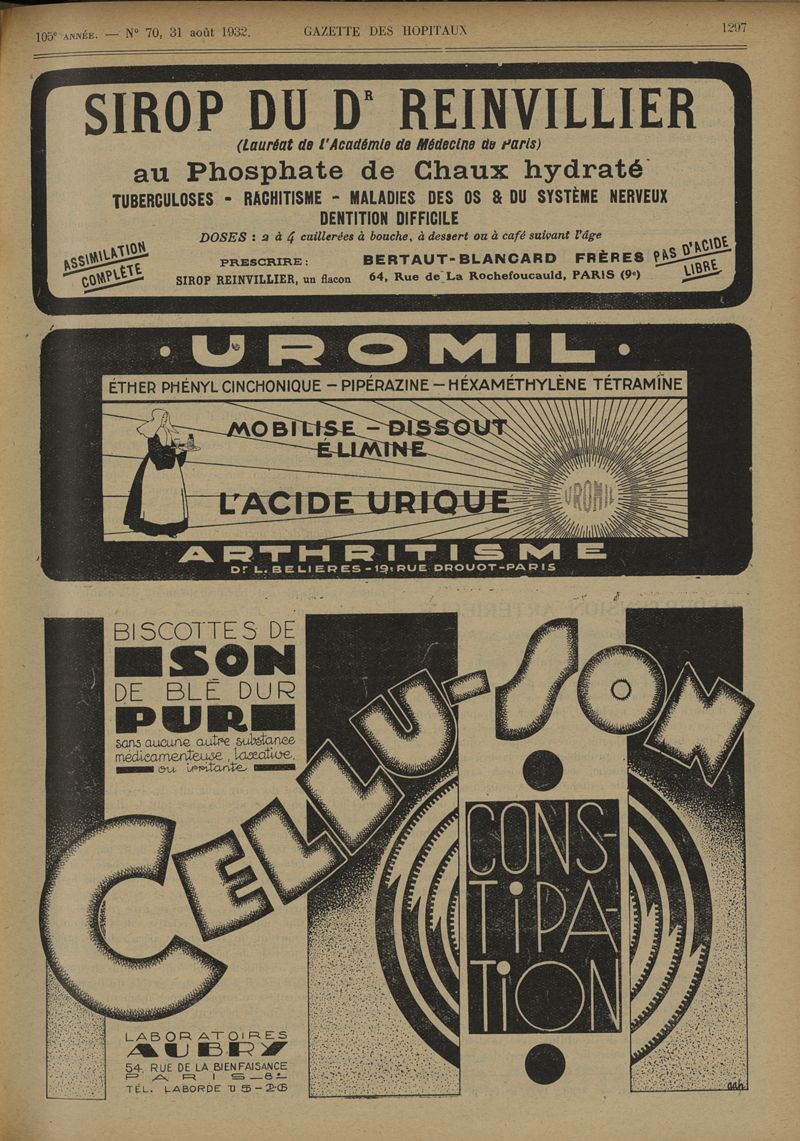 105e ANNÉE. — No 70, 31 août 1932. GAZETTE DES HOPITAUX 1297
SIROP DU DR REINVILLIER
(Lauréat de l'Académie de Médecine de Paris)
au Phosphate de Chaux hydraté
TUBERCULOSES - RACHITISME - MALADIES DES OS & DU SYSTÈME NERVEUX
DENTITION DIFFICILE
DOSES : 2 à 4 cuillerées à bouche, à dessert ou à café suivant l'âge
ASSIMILATION
COMPLÈTE
PRESCRIRE :
SIROP REINVILLIER, un flacon
BERTAUT-BLANCARD FRÈRES
64, Rue de La Rochefoucauld, PARIS (9e)
PAS D'ACIDE
LIBRE
• UROMIL •
ÉTHER PHÉNYL CINCHONIQUE — PIPÉRAZINE — HÉXAMÉTHYLÈNE TÉTRAMÎNE
MOBILISE — DISSOUT
ÉLIMINE
L'ACIDE URIQUE
UROMIL
ARTHRITISME
Dr L. BELIERES - 19, RUE DROUOT - PARIS
BISCOTTES DE
SON
DE BLÉ DUR
PUR
sans aucune autre substance
médicamenteuse, laxative,
ou irritante
CELLU-SON
CONS-
TIPA-
TION
LABORATOIRES
AUBRY
54, RUE DE LA BIENFAISANCE
PARIS - 8e
TÉL. LABORDE 15-26